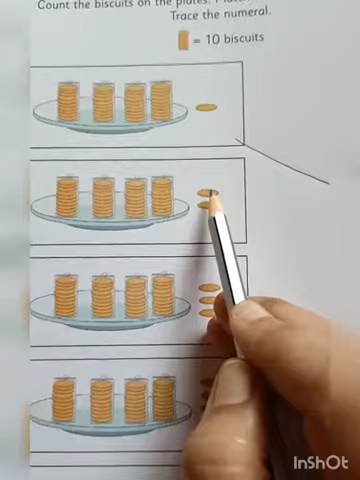 Count the biscuits on the plates.
Trace the numeral.
= 10 biscuits
InShOt